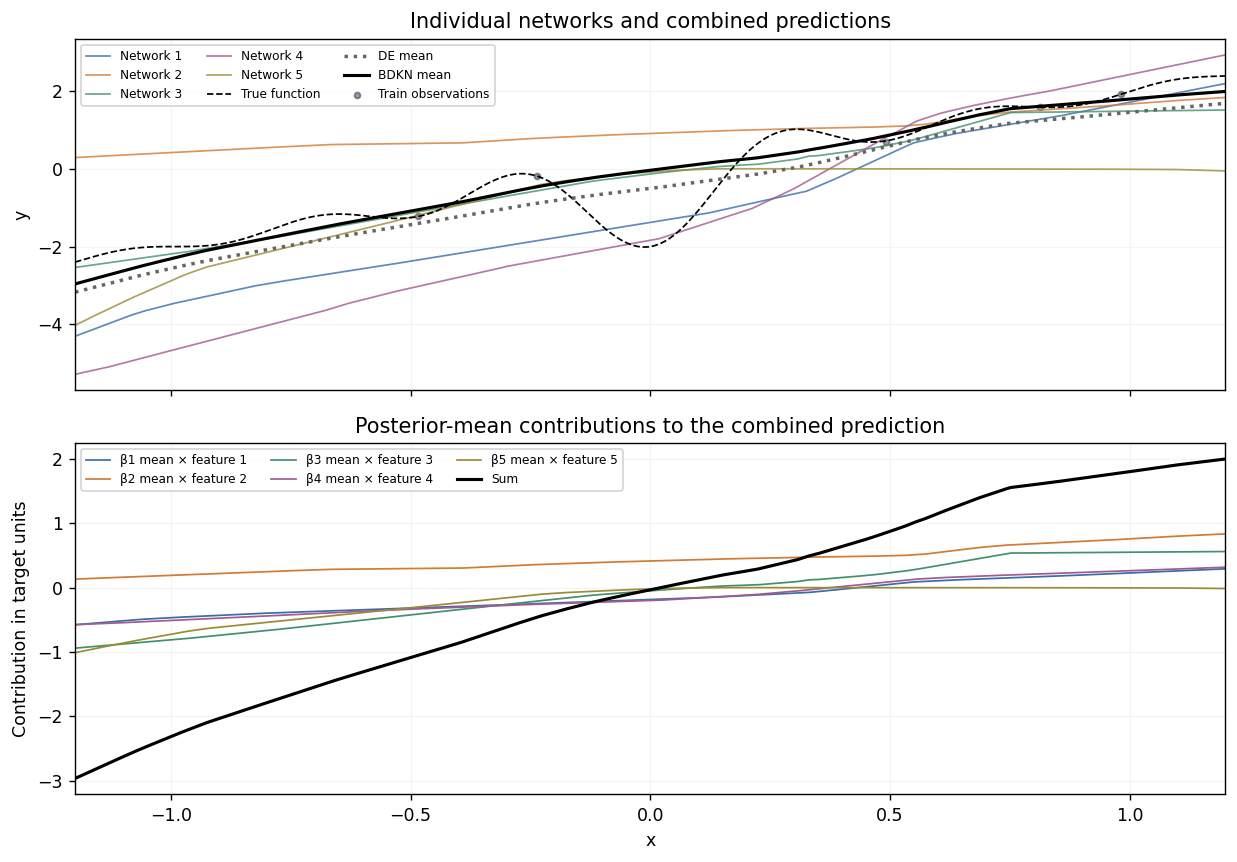 Individual networks and combined predictions
Network 1
Network 2
Network 3
Network 4
Network 5
True function
DE mean
BDKN mean
Train observations
y
2
0
−2
−4
Posterior-mean contributions to the combined prediction
β1 mean × feature 1
β2 mean × feature 2
β3 mean × feature 3
β4 mean × feature 4
β5 mean × feature 5
Sum
Contribution in target units
2
1
0
−1
−2
−3
−1.0
−0.5
0.0
0.5
1.0
x